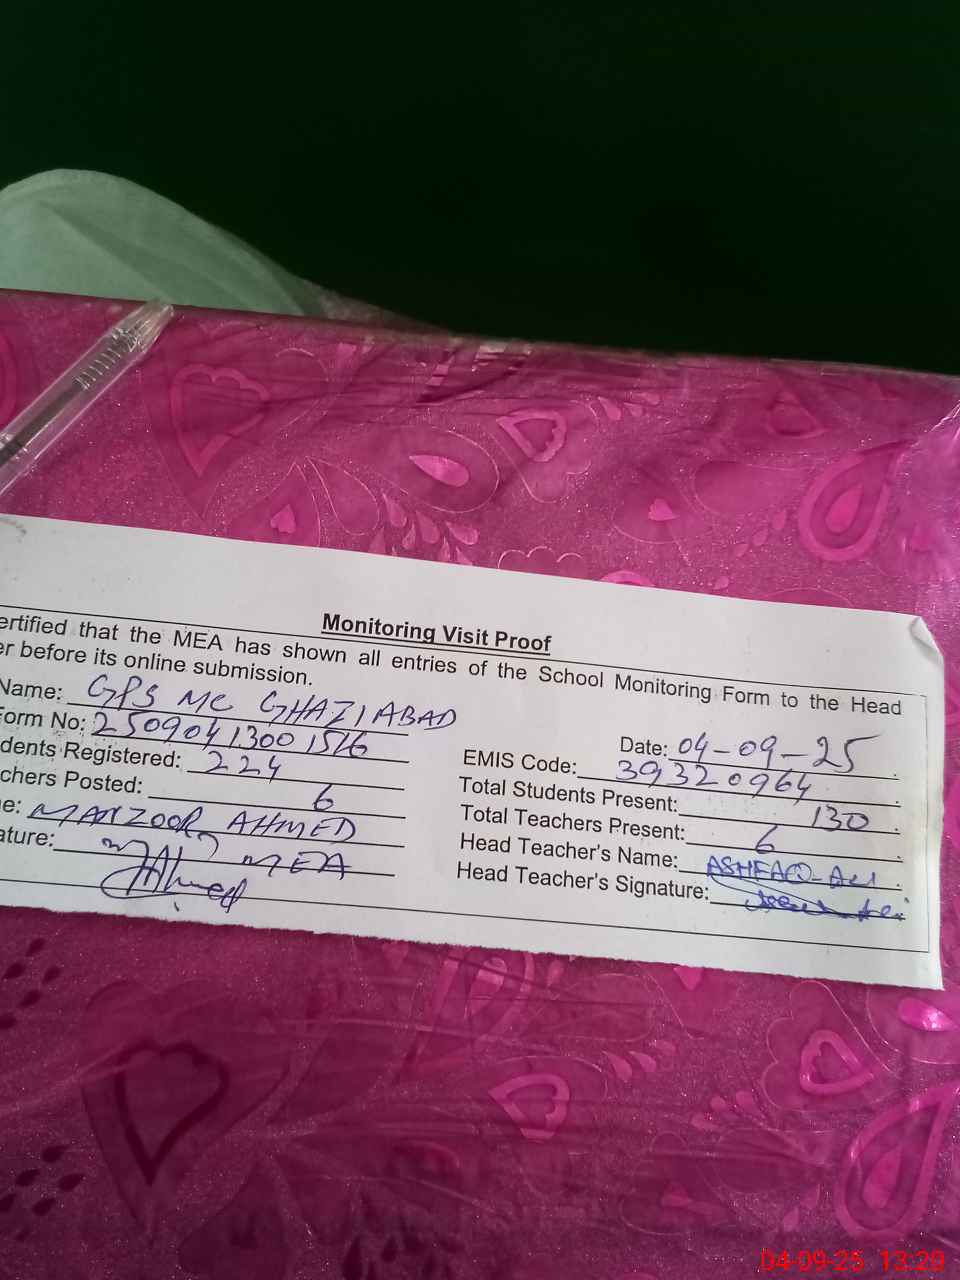 Monitoring Visit Proof
ertified that the MEA has shown all entries of the School Monitoring Form to the Head
er before its online submission.
Name: GPS MC GHAZIABAD
Date: 04-09-25
Form No: 2509041300 1516
EMIS Code: 39320964
dents Registered: 224
Total Students Present: 130
chers Posted: 6
Total Teachers Present: 6
e: MANZOOR AHMED
Head Teacher's Name: ASHFAQ-Ali
ature: MEA
Head Teacher's Signature:
04-09-25 13:29